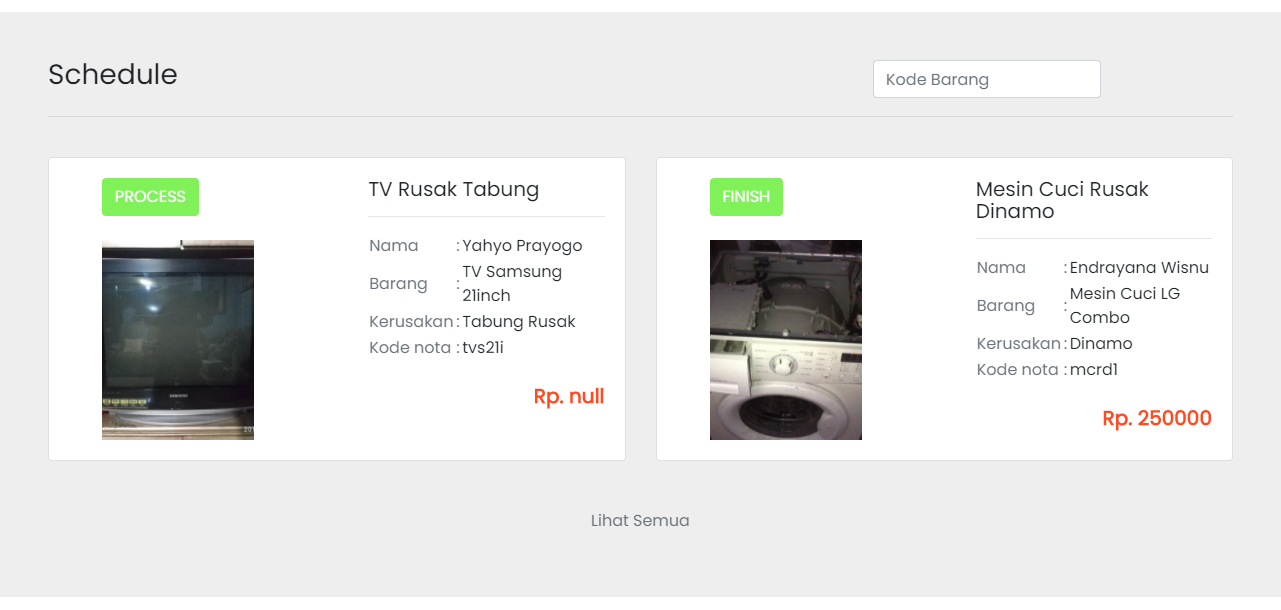 Schedule
Kode Barang
PROCESS
TV Rusak Tabung
Nama : Yahyo Prayogo
Barang : TV Samsung
21inch
Kerusakan : Tabung Rusak
Kode nota : tvs21i
Rp. null
SAMSUNG
FINISH
Mesin Cuci Rusak
Dinamo
Nama : Endrayana Wisnu
Barang : Mesin Cuci LG
Combo
Kerusakan : Dinamo
Kode nota : mcrd1
Rp. 250000
Lihat Semua